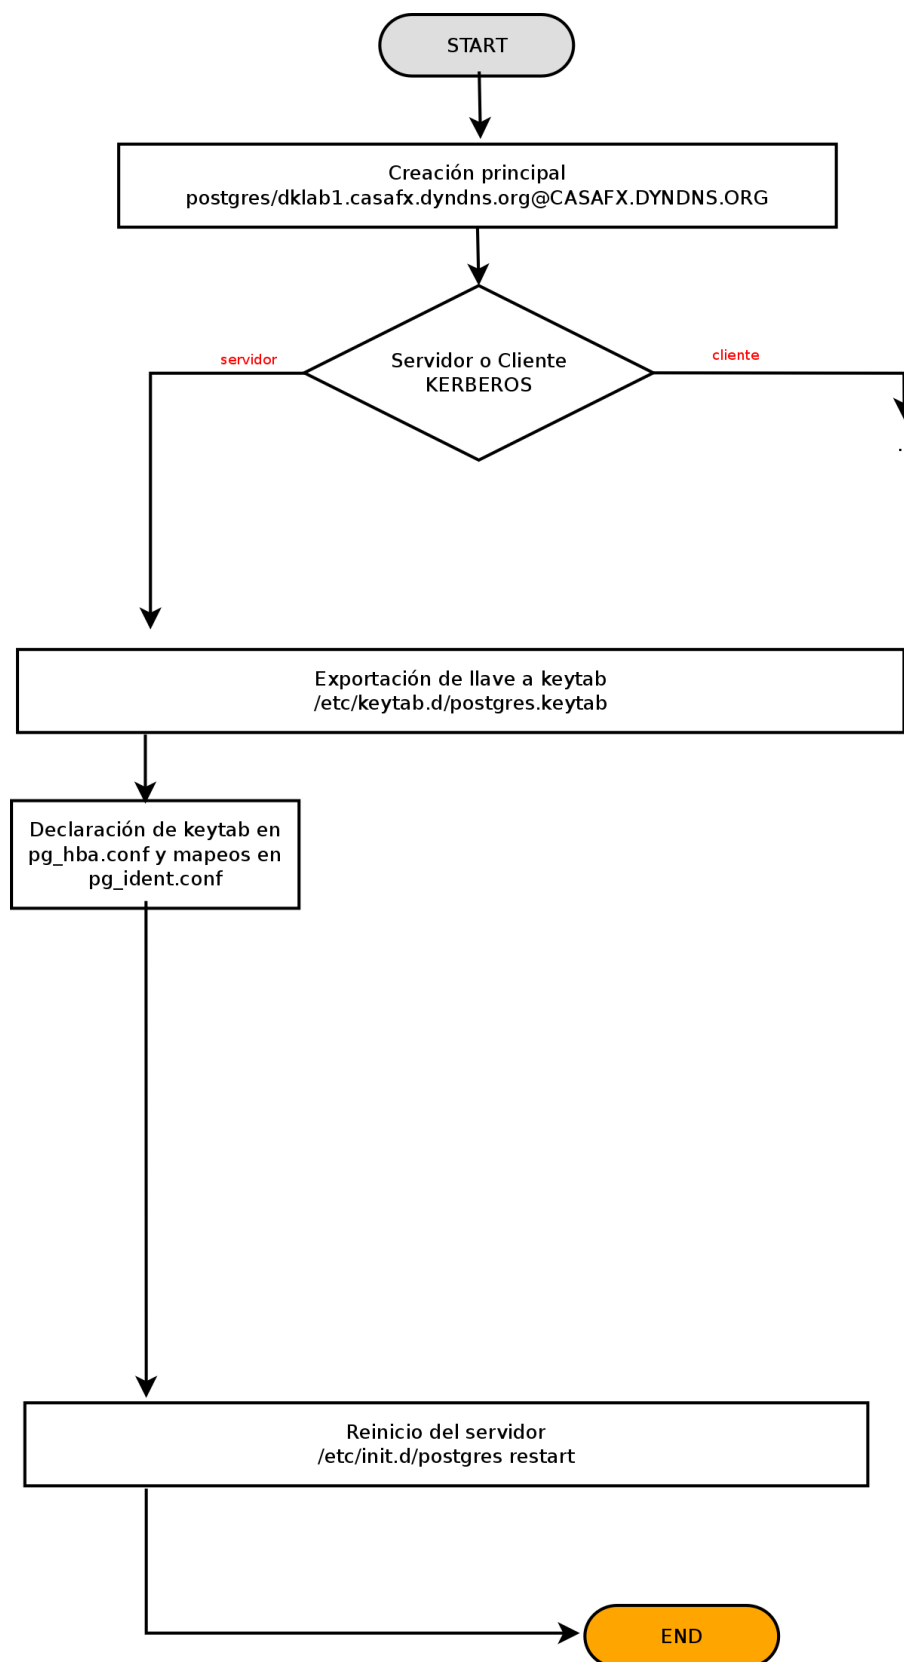 START
Creación principal
postgres/dklab1.casafx.dyndns.org@CASAFX.DYNDNS.ORG
servidor
cliente
Servidor o Cliente
KERBEROS
.
Exportación de llave a keytab
/etc/keytab.d/postgres.keytab
Declaración de keytab en
pg_hba.conf y mapeos en
pg_ident.conf
Reinicio del servidor
/etc/init.d/postgres restart
END